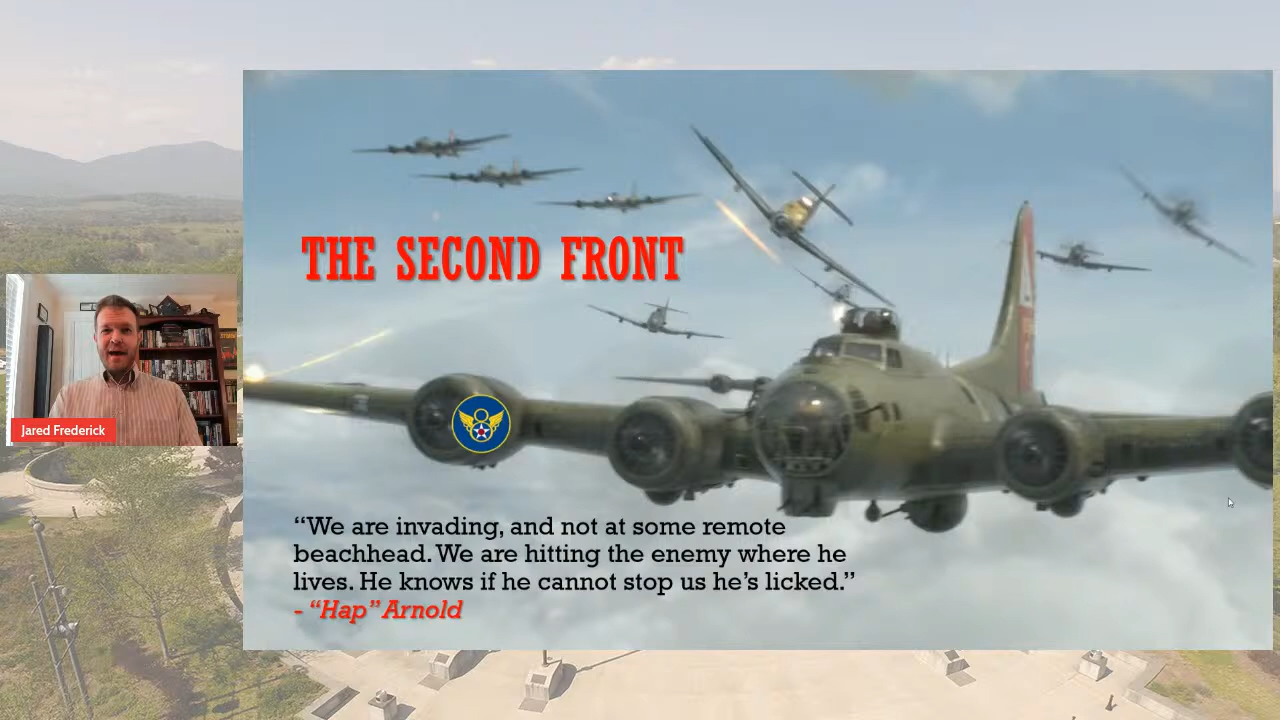 THE SECOND FRONT
Jared Frederick
“We are invading, and not at some remote
beachhead. We are hitting the enemy where he
lives. He knows if he cannot stop us he’s licked.”
- “Hap” Arnold